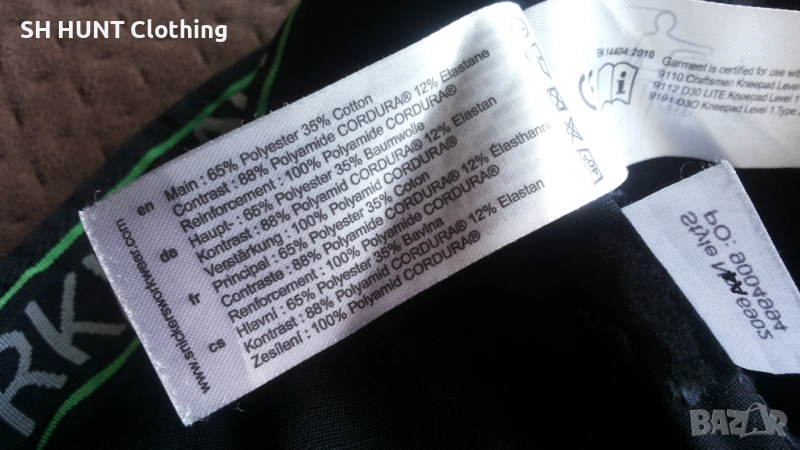 SH HUNT Clothing
www.snickersworkwear.com
en Main : 65% Polyester 35% Cotton
Contrast : 88% Polyamide CORDURA® 12% Elastane
Reinforcement : 100% Polyamide CORDURA®
de Haupt- : 65% Polyester 35% Baumwolle
Kontrast : 88% Polyamid CORDURA® 12% Elastan
Verstärkung : 100% Polyamid CORDURA®
fr Principal : 65% Polyester 35% Coton
Contraste : 88% Polyamide CORDURA® 12% Elasthanne
Renforcement : 100% Polyamide CORDURA®
cs Hlavní : 65% Polyester 35% Bavlna
Kontrast : 88% Polyamid CORDURA® 12% Elastan
Zesílení : 100% Polyamid CORDURA®
40°
EN 14404:2010
Garment is certified for use with
9110 Craftsmen Kneepad Level
9112 D30 LITE Kneepad Level 1
9191 D3O Kneepad Level 1 Type
i
PO:
RK
BAZAR